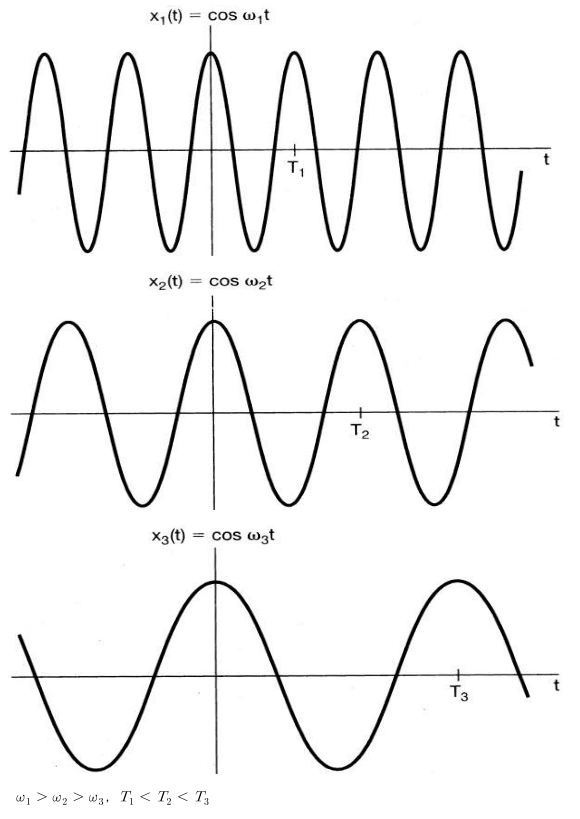 x₁(t) = cos ω₁t
t
T₁
x₂(t) = cos ω₂t
t
T₂
x₃(t) = cos ω₃t
t
T₃
ω₁ > ω₂ > ω₃, T₁ < T₂ < T₃